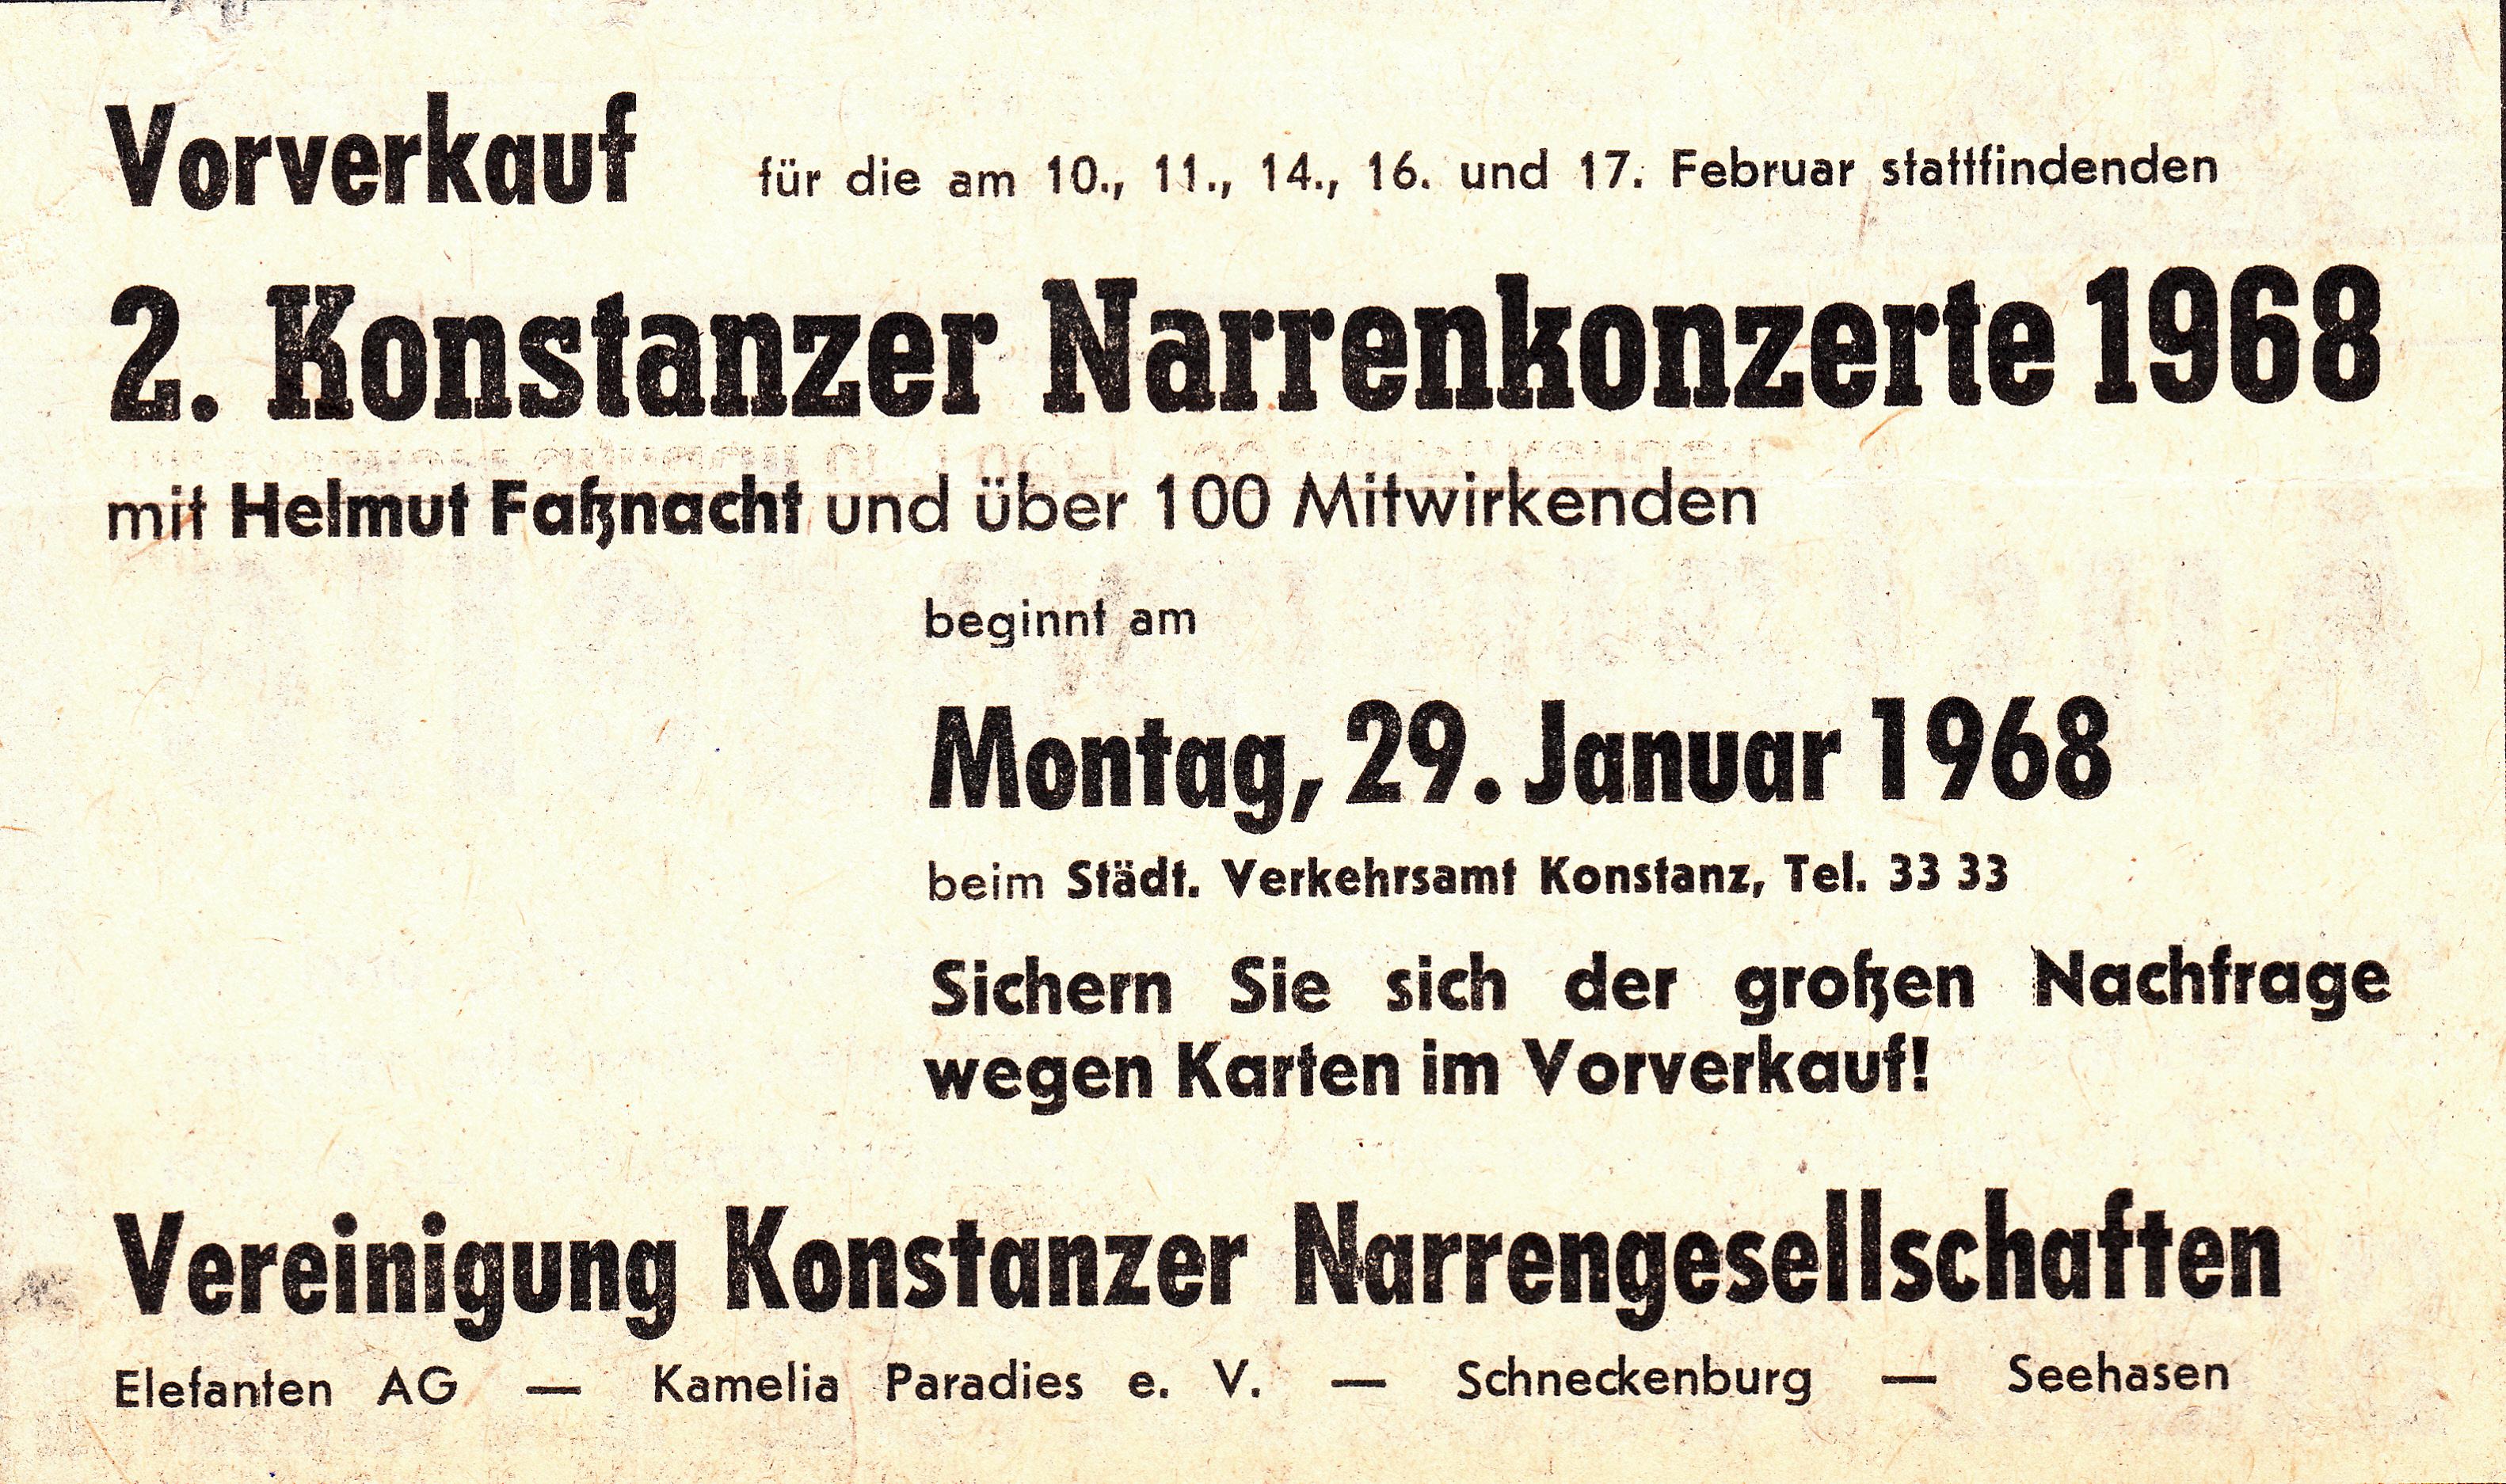 Vorverkauf für die am 10., 11., 14., 16. und 17. Februar stattfindenden
2. Konstanzer Narrenkonzerte 1968
mit Helmut Faßnacht und über 100 Mitwirkenden
beginnt am
Montag, 29. Januar 1968
beim Städt. Verkehrsamt Konstanz, Tel. 33 33
Sichern Sie sich der großen Nachfrage
wegen Karten im Vorverkauf!
Vereinigung Konstanzer Narrengesellschaften
Elefanten AG — Kamelia Paradies e. V. — Schneckenburg — Seehasen